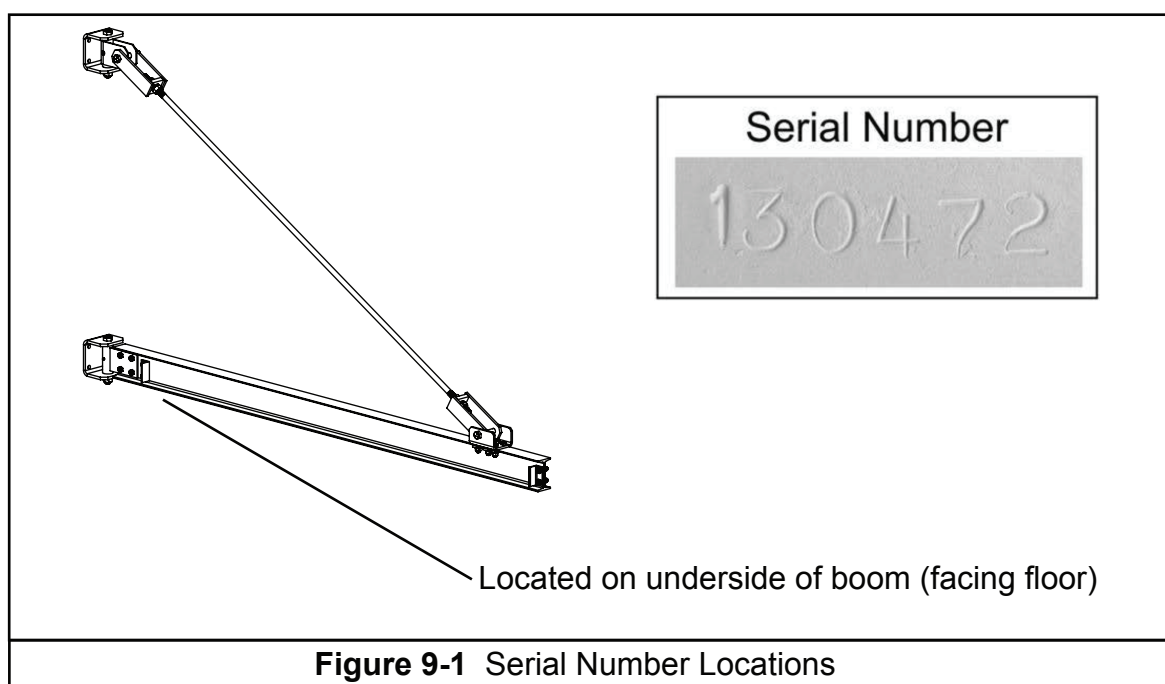 Serial Number
130472
Located on underside of boom (facing floor)
Figure 9-1 Serial Number Locations